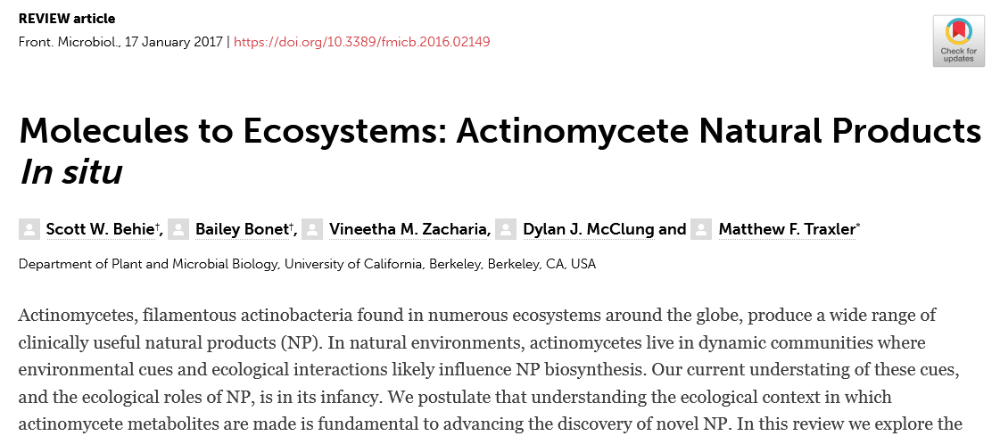 REVIEW article
Front. Microbiol., 17 January 2017 | https://doi.org/10.3389/fmicb.2016.02149
Check for
updates
Molecules to Ecosystems: Actinomycete Natural Products
In situ
Scott W. Behie†, Bailey Bonet†, Vineetha M. Zacharia, Dylan J. McClung and Matthew F. Traxler*
Department of Plant and Microbial Biology, University of California, Berkeley, Berkeley, CA, USA
Actinomycetes, filamentous actinobacteria found in numerous ecosystems around the globe, produce a wide range of
clinically useful natural products (NP). In natural environments, actinomycetes live in dynamic communities where
environmental cues and ecological interactions likely influence NP biosynthesis. Our current understating of these cues,
and the ecological roles of NP, is in its infancy. We postulate that understanding the ecological context in which
actinomycete metabolites are made is fundamental to advancing the discovery of novel NP. In this review we explore the